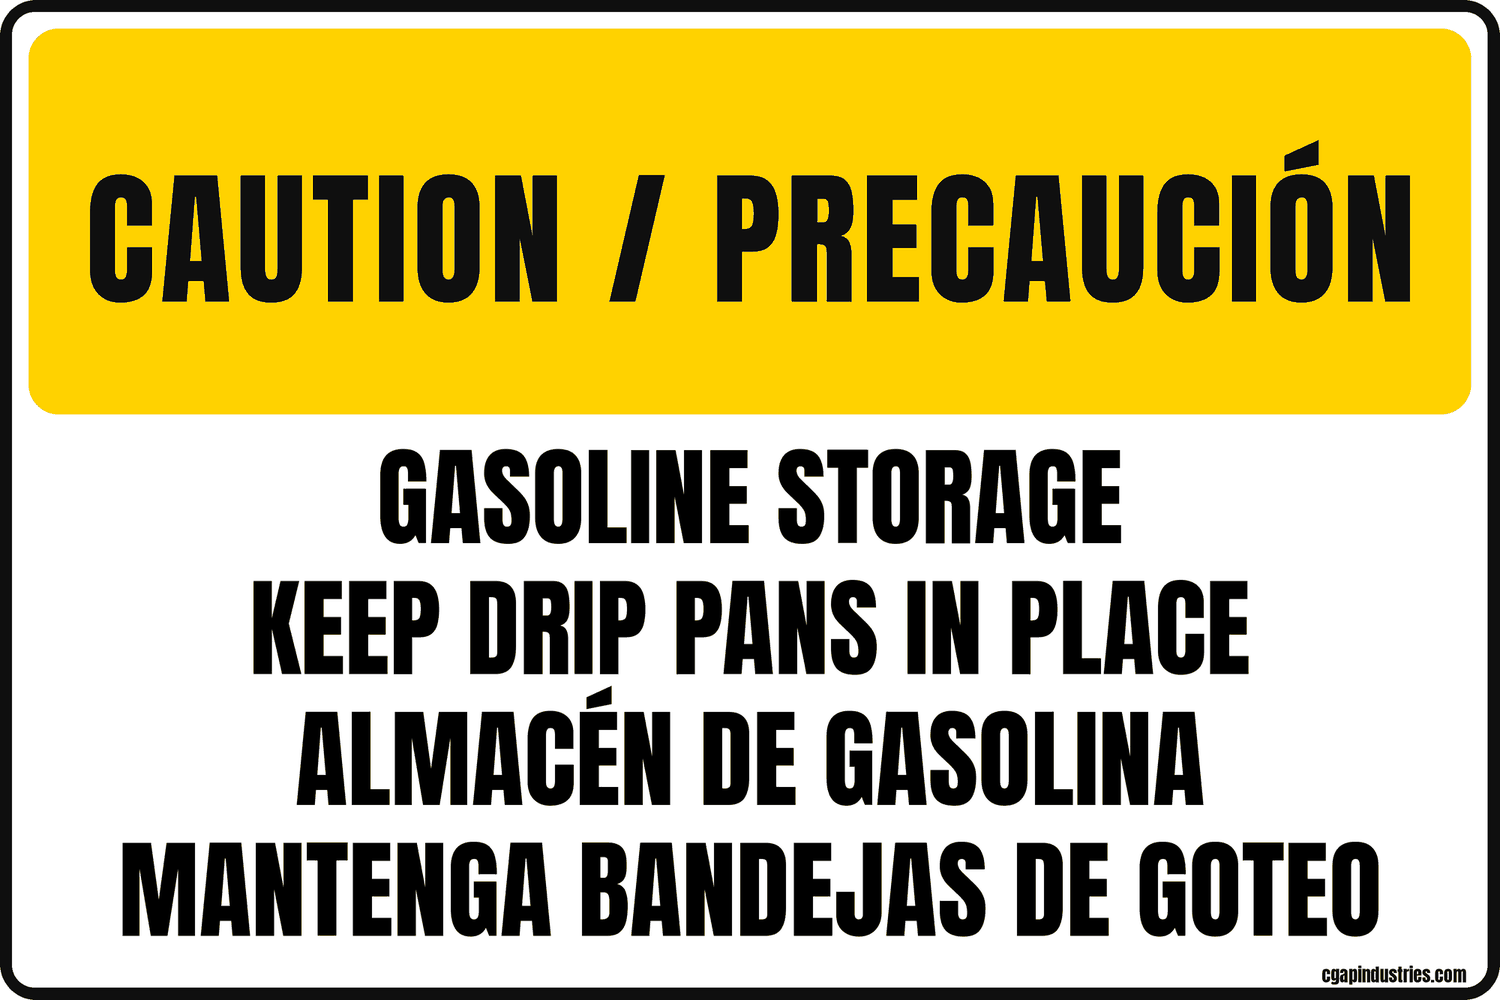 CAUTION / PRECAUCIÓN
GASOLINE STORAGE
KEEP DRIP PANS IN PLACE
ALMACÉN DE GASOLINA
MANTENGA BANDEJAS DE GOTEO
cgapindustries.com